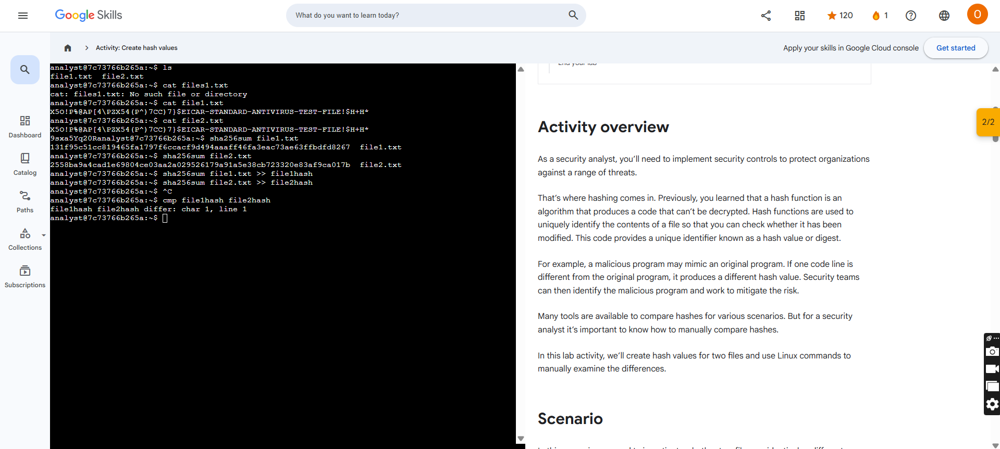 Google Skills
What do you want to learn today?
120
1
O
Activity: Create hash values
Apply your skills in Google Cloud console
Get started
Dashboard
Catalog
Paths
Collections
Subscriptions
analyst@7c73766b265a:~$ ls
file1.txt  file2.txt
analyst@7c73766b265a:~$ cat files1.txt
cat: files1.txt: No such file or directory
analyst@7c73766b265a:~$ cat file1.txt
X5O!P%@AP[4\PZX54(P^)7CC)7}$EICAR-STANDARD-ANTIVIRUS-TEST-FILE!$H+H*
analyst@7c73766b265a:~$ cat file2.txt
X5O!P%@AP[4\PZX54(P^)7CC)7}$EICAR-STANDARD-ANTIVIRUS-TEST-FILE!$H+H*
9sxa5Yq20Ranalyst@7c73766b265a:~$ sha256sum file1.txt
131f95c51cc819465fa1797f6ccacf9d494aaaff46fa3eac73ae63ffbdfd8267  file1.txt
analyst@7c73766b265a:~$ sha256sum file2.txt
2558ba9a4cad1e69804ce03aa2a029526179a91a5e38cb723320e83af9ca017b  file2.txt
analyst@7c73766b265a:~$ sha256sum file1.txt >> file1hash
analyst@7c73766b265a:~$ sha256sum file2.txt >> file2hash
analyst@7c73766b265a:~$ ^C
analyst@7c73766b265a:~$ cmp file1hash file2hash
file1hash file2hash differ: char 1, line 1
analyst@7c73766b265a:~$
End your lab
Activity overview
2/2
As a security analyst, you’ll need to implement security controls to protect organizations
against a range of threats.
That’s where hashing comes in. Previously, you learned that a hash function is an
algorithm that produces a code that can’t be decrypted. Hash functions are used to
uniquely identify the contents of a file so that you can check whether it has been
modified. This code provides a unique identifier known as a hash value or digest.
For example, a malicious program may mimic an original program. If one code line is
different from the original program, it produces a different hash value. Security teams
can then identify the malicious program and work to mitigate the risk.
Many tools are available to compare hashes for various scenarios. But for a security
analyst it’s important to know how to manually compare hashes.
In this lab activity, we’ll create hash values for two files and use Linux commands to
manually examine the differences.
Scenario